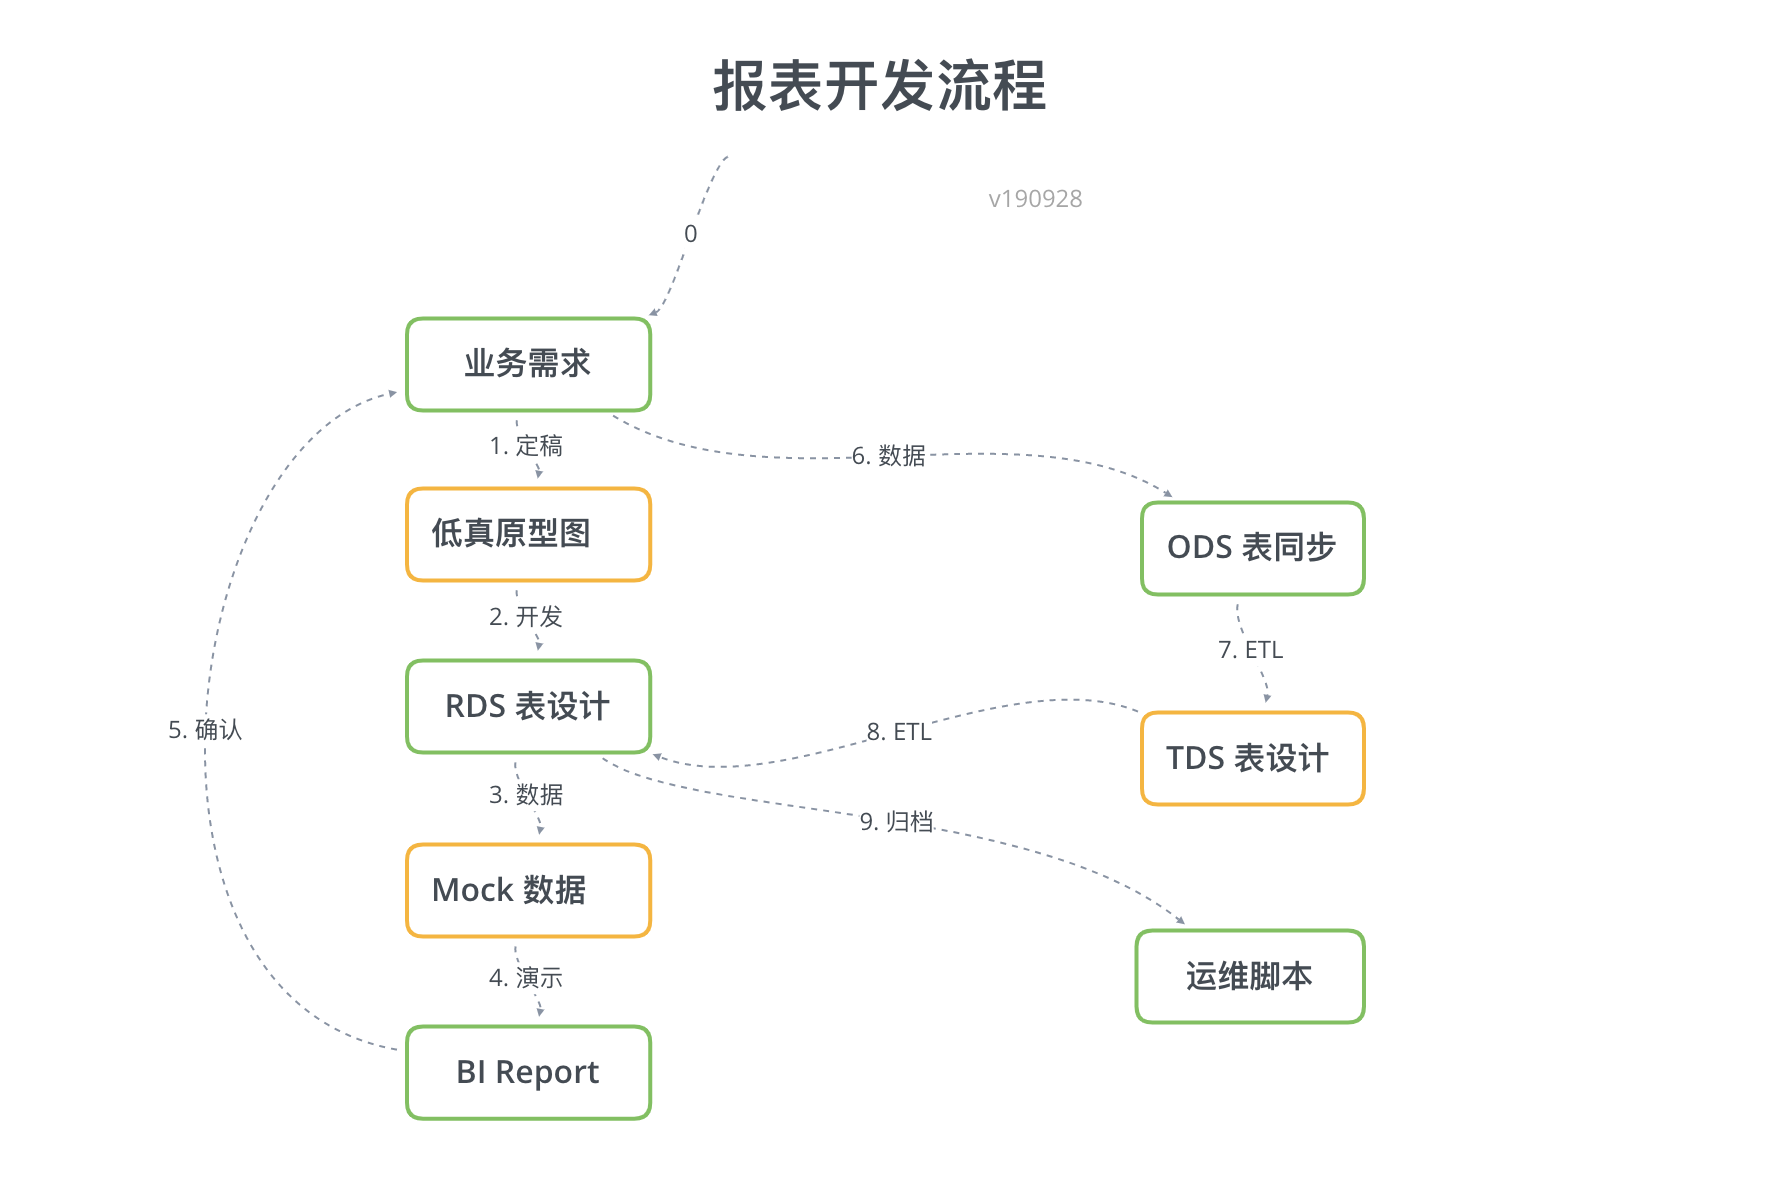 报表开发流程
v190928
0
业务需求
1. 定稿
6. 数据
低真原型图
ODS 表同步
2. 开发
7. ETL
RDS 表设计
5. 确认
8. ETL
TDS 表设计
3. 数据
9. 归档
Mock 数据
4. 演示
运维脚本
BI Report